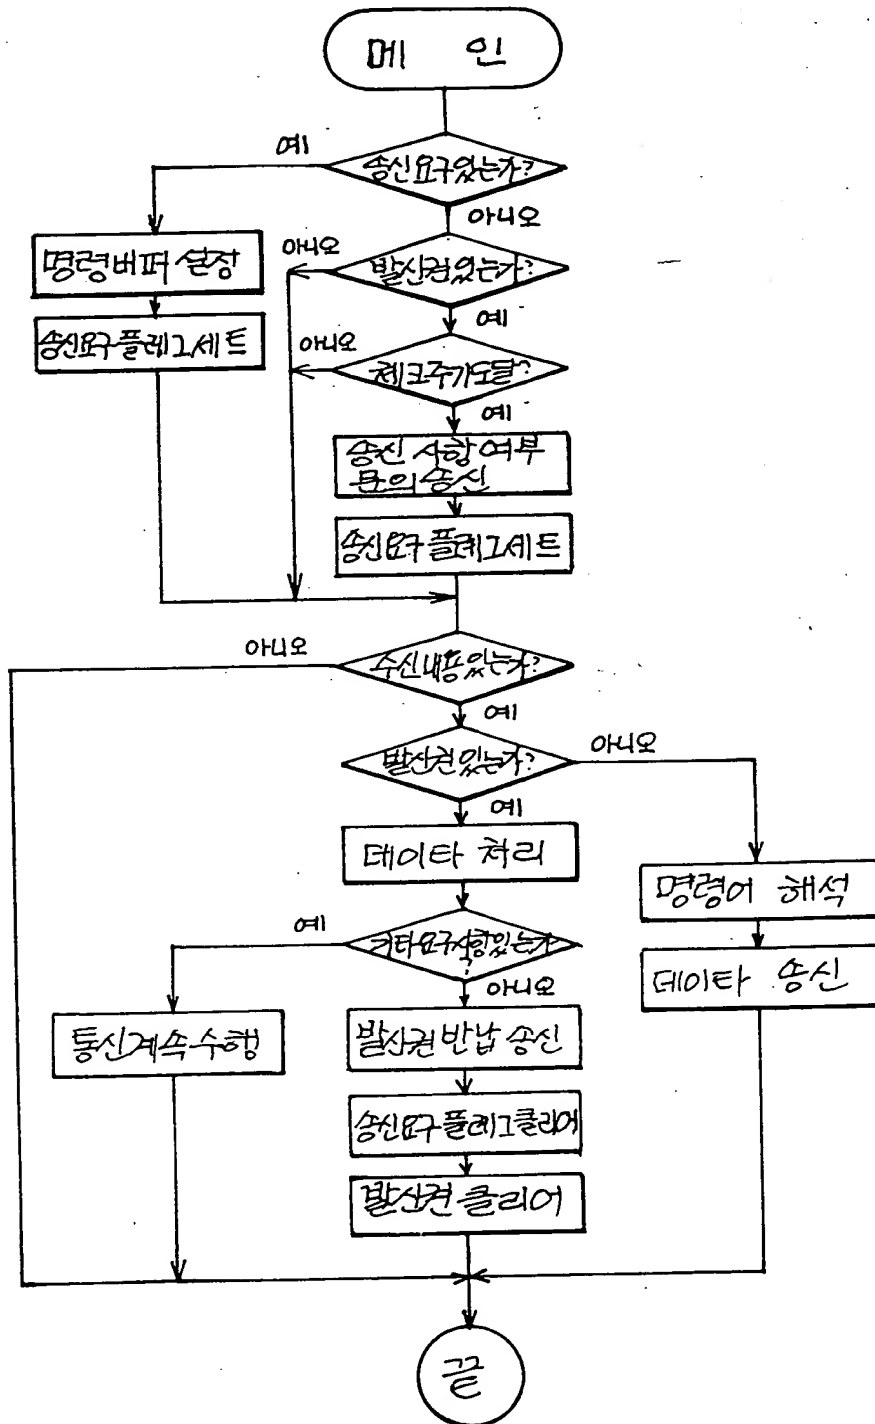 메 인
예
송신요구있는가?
아니오
명령버퍼 설정
아니오
발신권있는가?
예
송신요구플레그세트
아니오
체크주기도달?
예
송신 사항 여부
문의 송신
송신요구플레그세트
아니오
수신내용있는가?
예
발신권있는가?
아니오
예
데이타 처리
명령어 해석
예
기타요구사항있는가
?
아니오
데이타 송신
통신계속수행
발신권 반납 송신
송신요구플레그클리어
발신권 클리어
끝